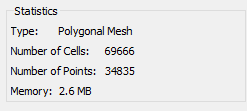 Statistics
Type: Polygonal Mesh
Number of Cells: 69666
Number of Points: 34835
Memory: 2.6 MB